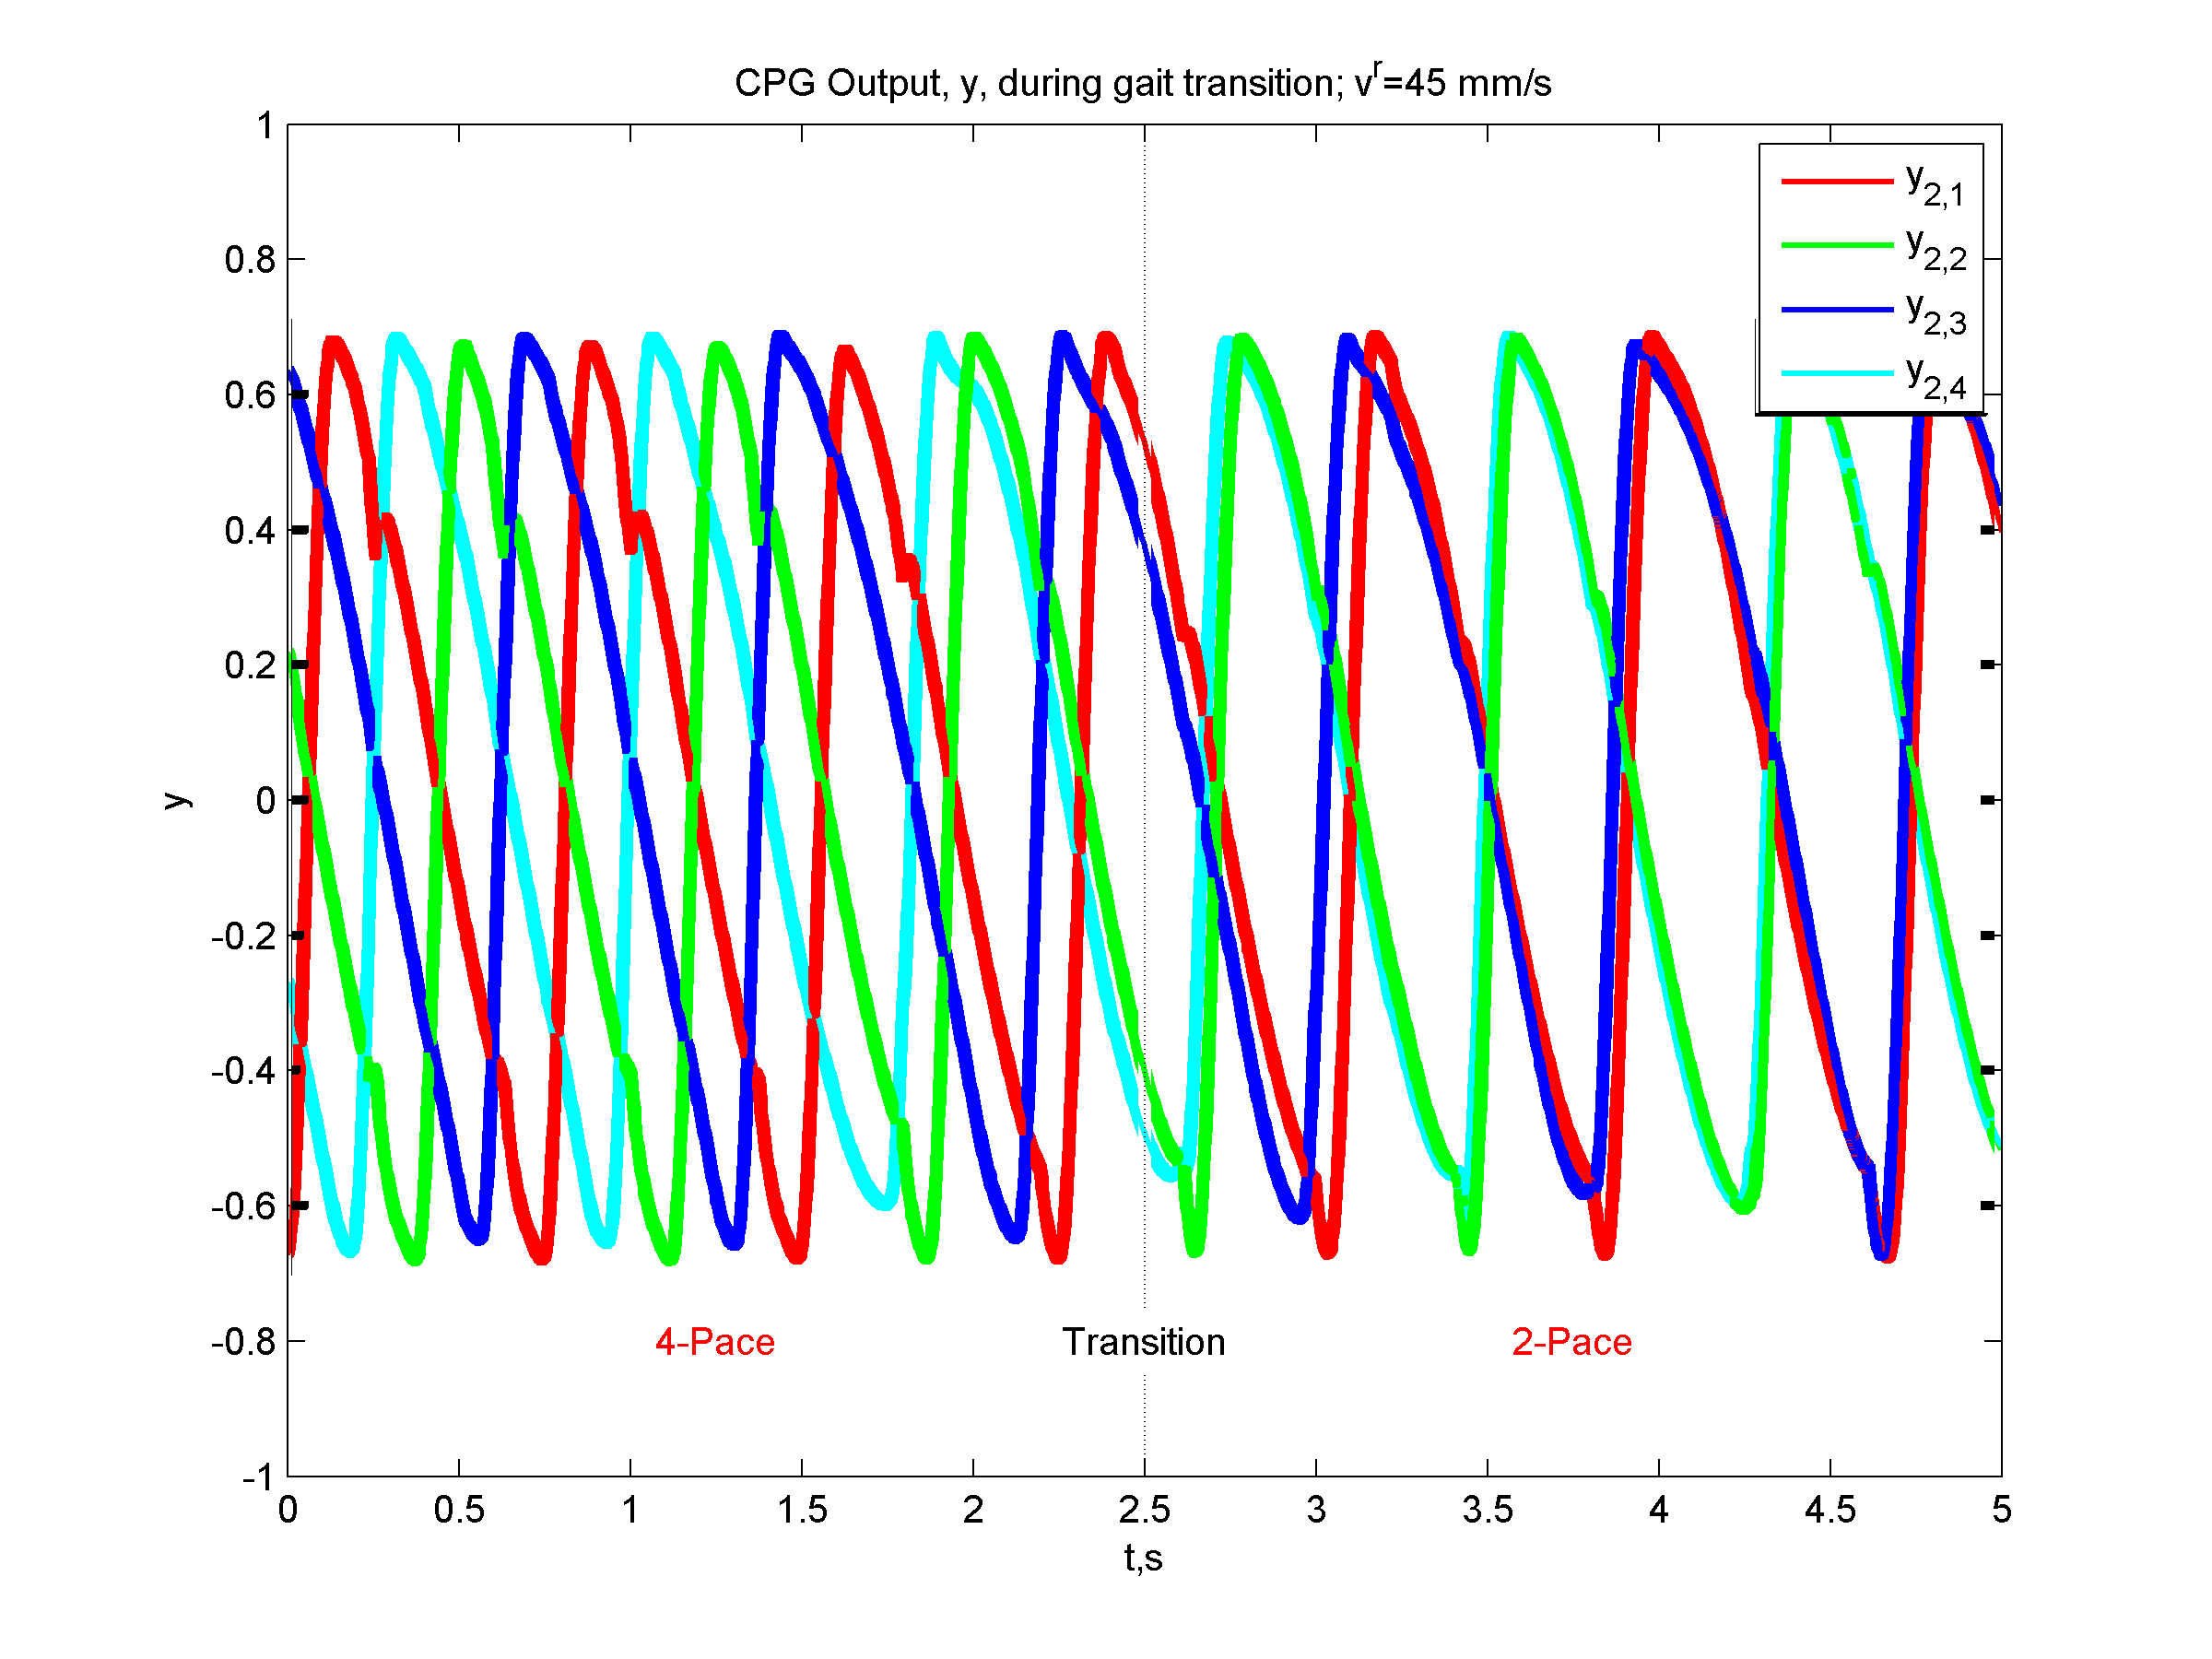 CPG Output, y, during gait transition; v^r=45 mm/s
1
0.8
0.6
0.4
0.2
0
-0.2
-0.4
-0.6
-0.8
-1
y
y2,1
y2,2
y2,3
y2,4
4-Pace
Transition
2-Pace
0 0.5 1 1.5 2 2.5 3 3.5 4 4.5 5
t,s